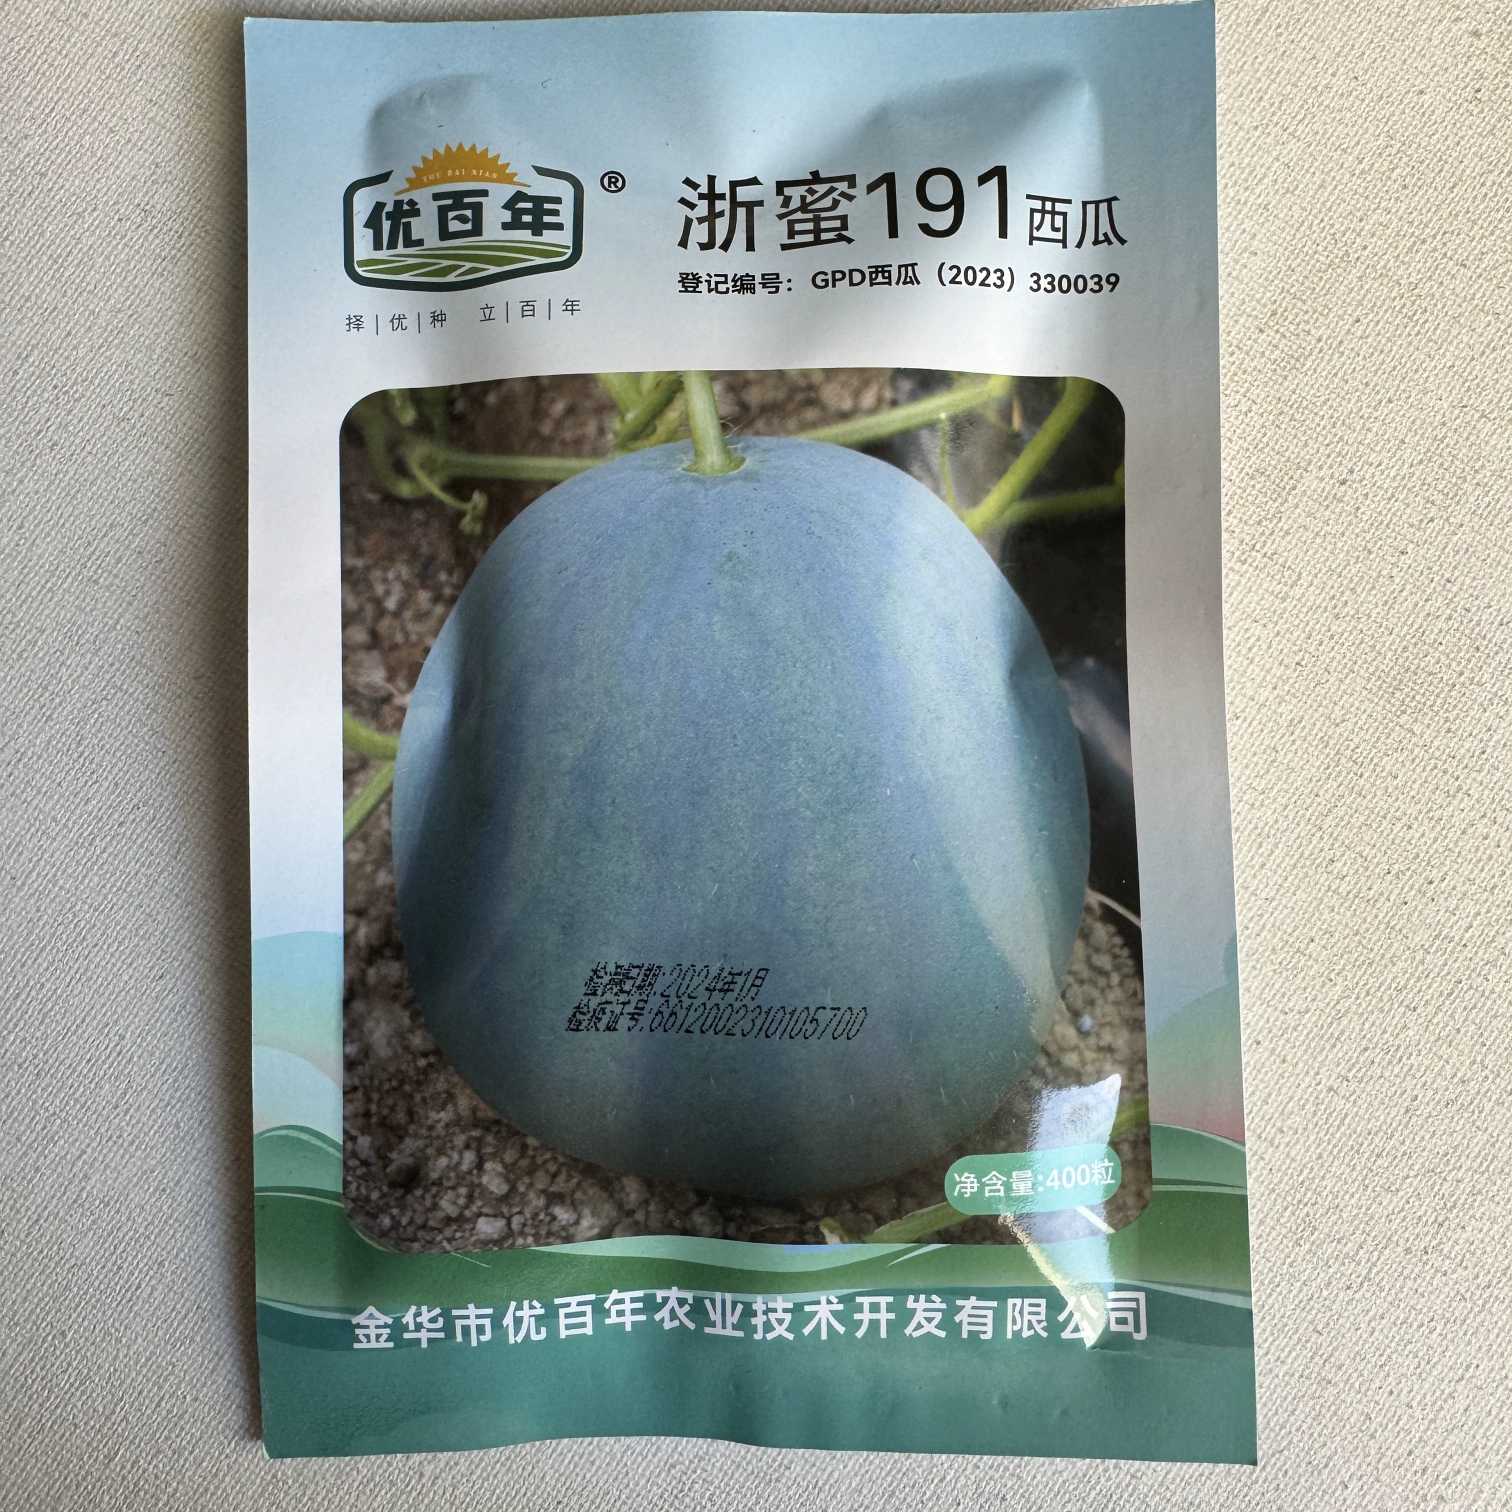 YOU BAI NIAN
优百年®
择|优|种 立|百|年
浙蜜191西瓜
登记编号：GPD西瓜（2023）330039
检测日期:2024年1月
检疫证号:6612002310105700
净含量:400粒
金华市优百年农业技术开发有限公司